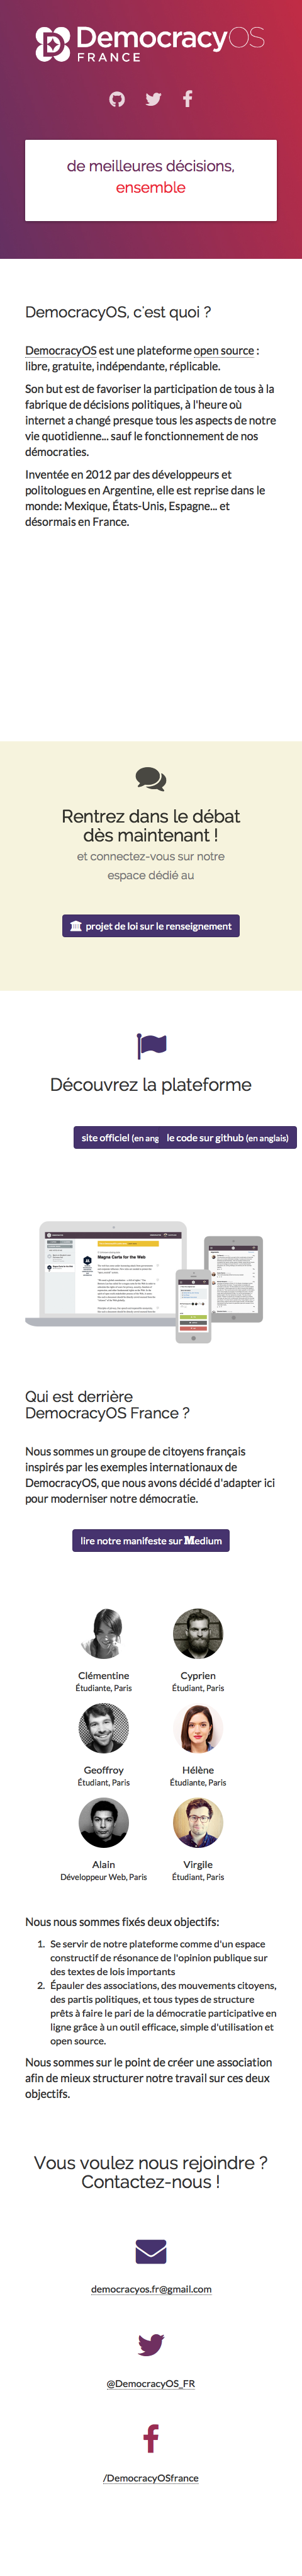 DemocracyOS
FRANCE
de meilleures décisions,
ensemble
DemocracyOS, c'est quoi ?
DemocracyOS est une plateforme open source :
libre, gratuite, indépendante, réplicable.
Son but est de favoriser la participation de tous à la
fabrique de décisions politiques, à l'heure où
internet a changé presque tous les aspects de notre
vie quotidienne... sauf le fonctionnement de nos
démocraties.
Inventée en 2012 par des développeurs et
politologues en Argentine, elle est reprise dans le
monde: Mexique, États-Unis, Espagne... et
désormais en France.
Rentrez dans le débat
dès maintenant !
et connectez-vous sur notre
espace dédié au
projet de loi sur le renseignement
Découvrez la plateforme
site officiel (en ang le code sur github (en anglais)
Magna Carta for the Web
Qui est derrière
DemocracyOS France ?
Nous sommes un groupe de citoyens français
inspirés par les exemples internationaux de
DemocracyOS, que nous avons décidé d'adapter ici
pour moderniser notre démocratie.
lire notre manifeste sur Medium
Clémentine
Étudiante, Paris
Cyprien
Étudiant, Paris
Geoffroy
Étudiant, Paris
Hélène
Étudiante, Paris
Alain
Développeur Web, Paris
Virgile
Étudiant, Paris
Nous nous sommes fixés deux objectifs:
1. Se servir de notre plateforme comme d'un espace
constructif de résonance de l'opinion publique sur
des textes de lois importants
2. Épauler des associations, des mouvements citoyens,
des partis politiques, et tous types de structure
prêts à faire le pari de la démocratie participative en
ligne grâce à un outil efficace, simple d'utilisation et
open source.
Nous sommes sur le point de créer une association
afin de mieux structurer notre travail sur ces deux
objectifs.
Vous voulez nous rejoindre ?
Contactez-nous !
democracyos.fr@gmail.com
@DemocracyOS_FR
/DemocracyOSfrance